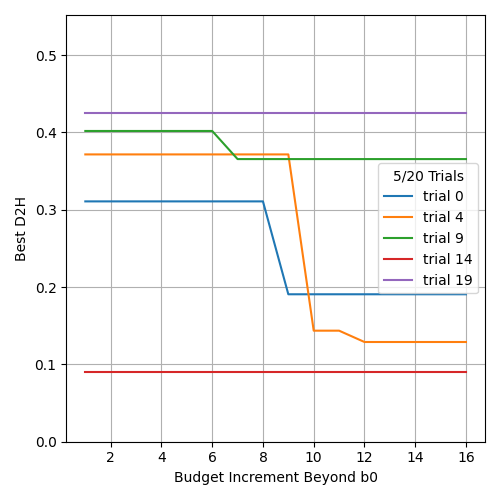 0.5
0.4
0.3
0.2
0.1
0.0
Best D2H
5/20 Trials
trial 0
trial 4
trial 9
trial 14
trial 19
2 4 6 8 10 12 14 16
Budget Increment Beyond b0